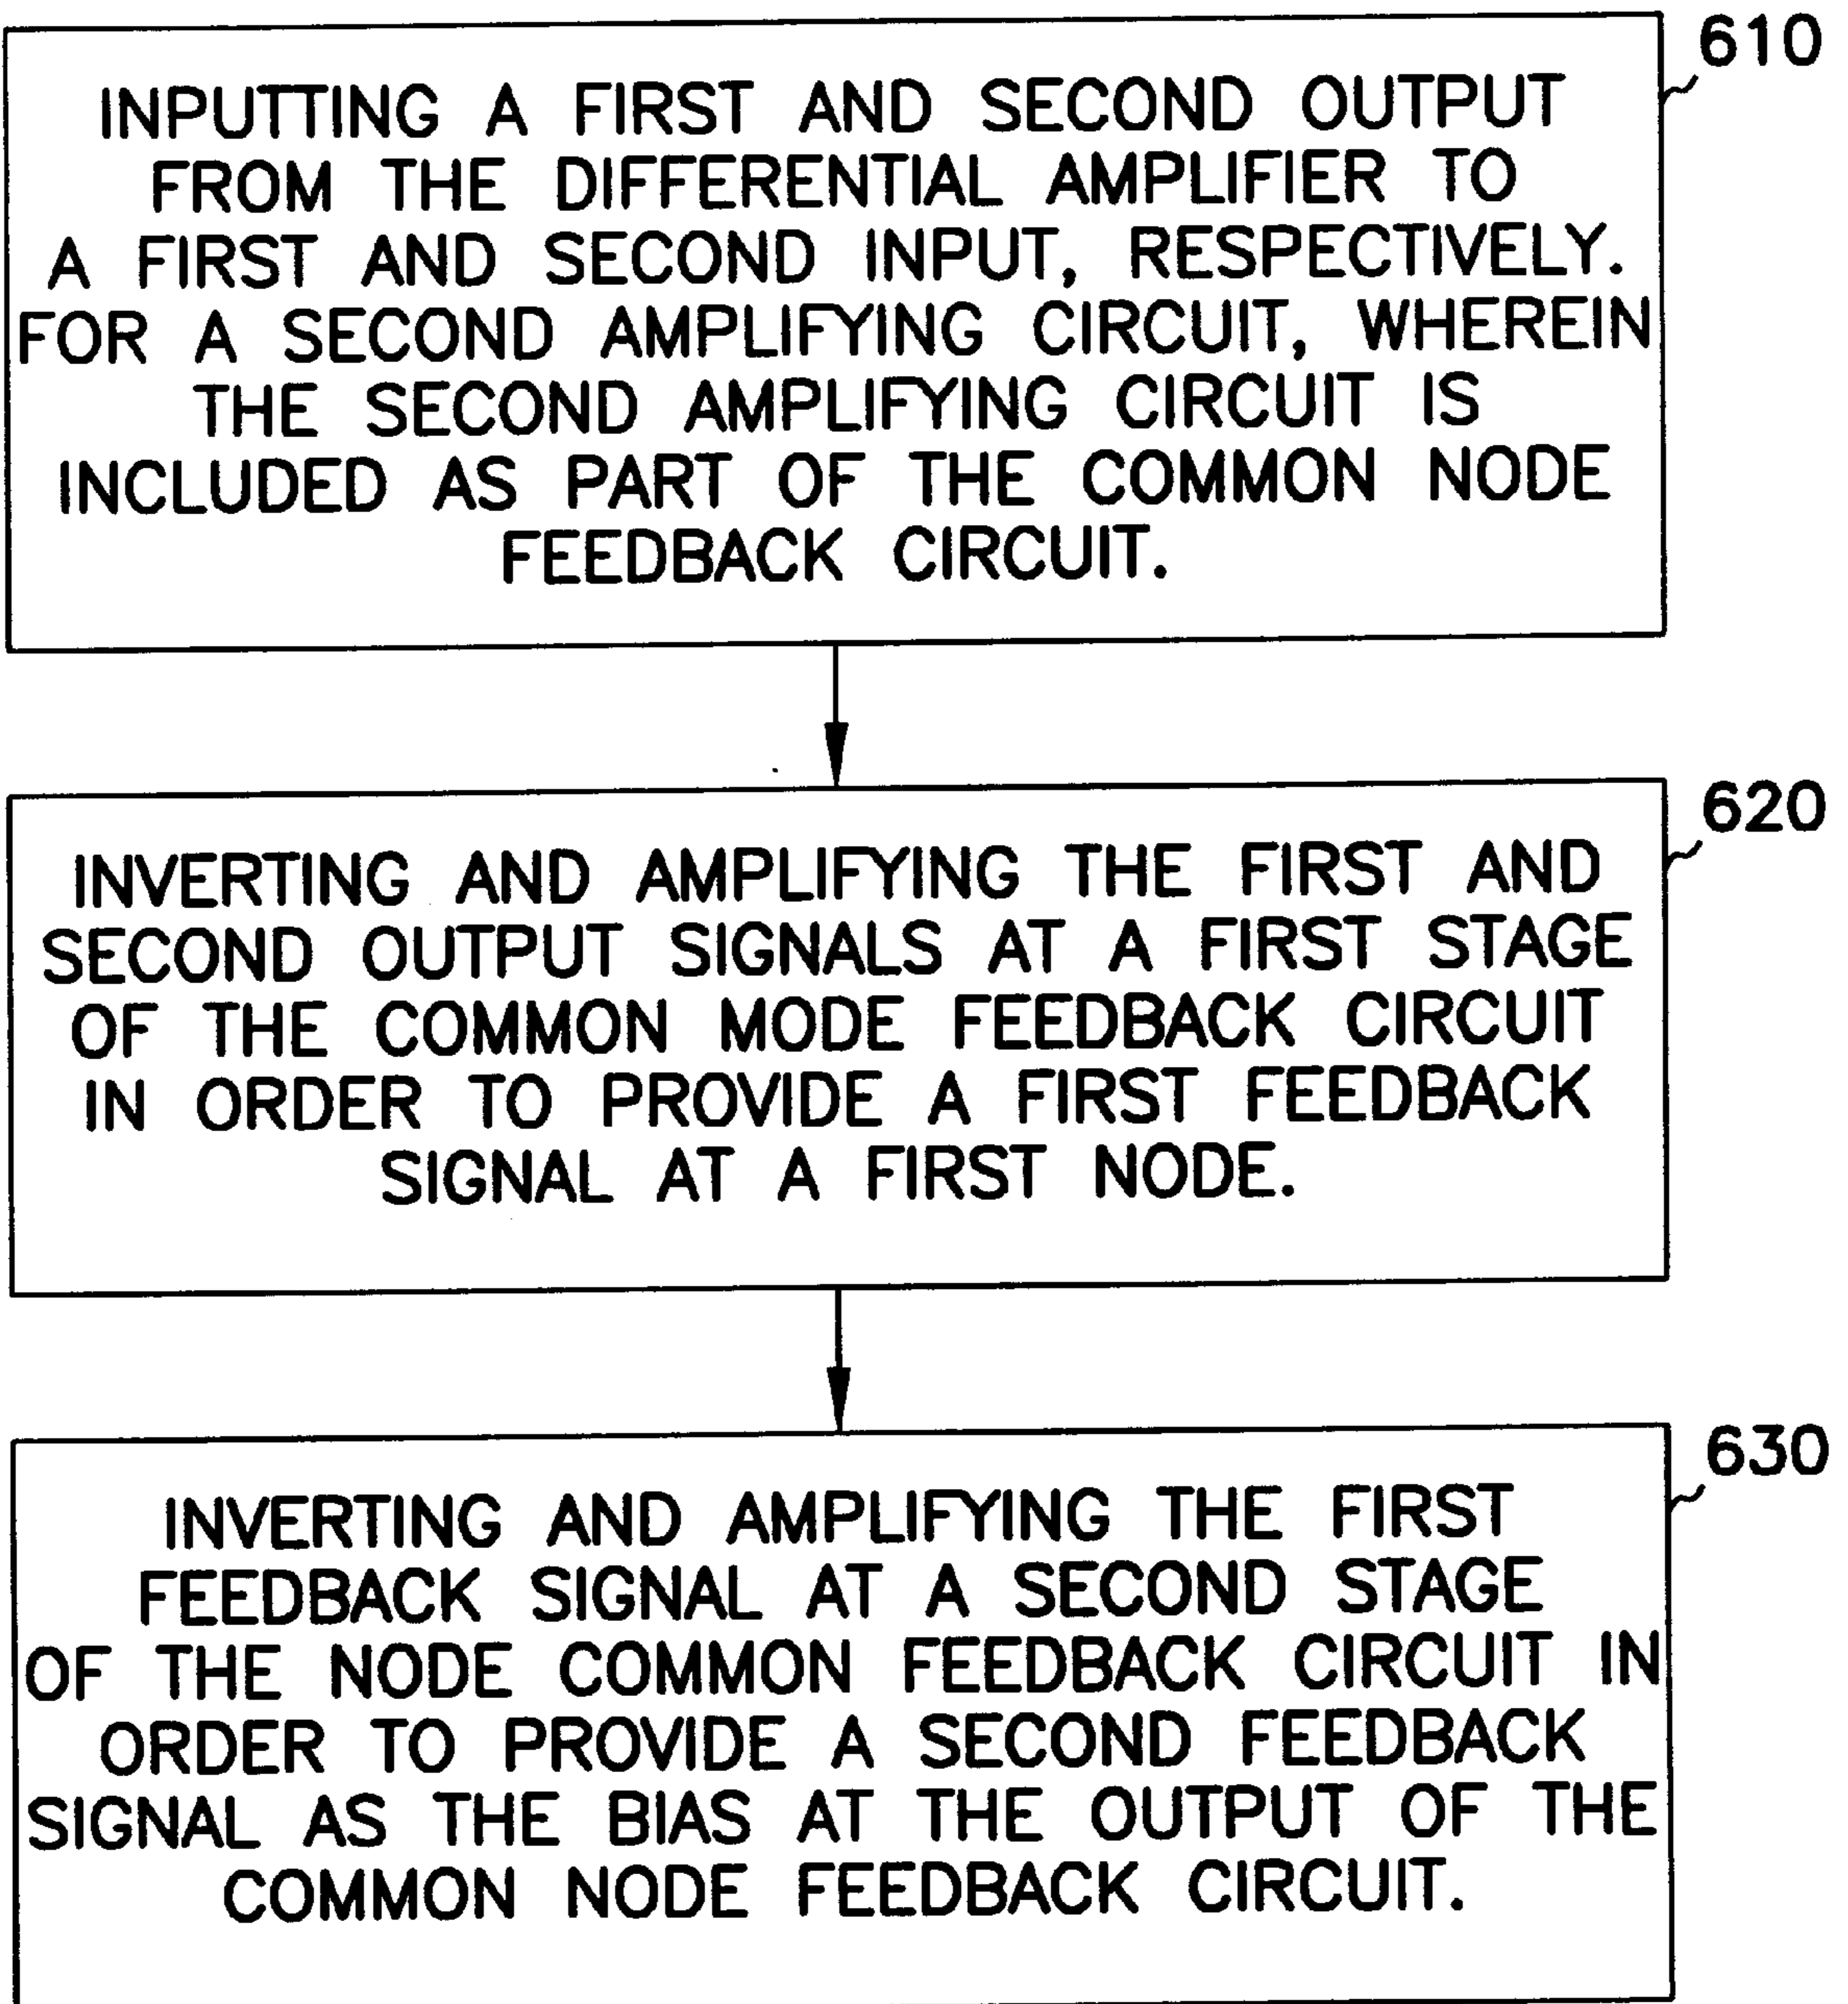 610
INPUTTING A FIRST AND SECOND OUTPUT
FROM THE DIFFERENTIAL AMPLIFIER TO
A FIRST AND SECOND INPUT, RESPECTIVELY.
FOR A SECOND AMPLIFYING CIRCUIT, WHEREIN
THE SECOND AMPLIFYING CIRCUIT IS
INCLUDED AS PART OF THE COMMON NODE
FEEDBACK CIRCUIT.
620
INVERTING AND AMPLIFYING THE FIRST AND
SECOND OUTPUT SIGNALS AT A FIRST STAGE
OF THE COMMON MODE FEEDBACK CIRCUIT
IN ORDER TO PROVIDE A FIRST FEEDBACK
SIGNAL AT A FIRST NODE.
630
INVERTING AND AMPLIFYING THE FIRST
FEEDBACK SIGNAL AT A SECOND STAGE
OF THE NODE COMMON FEEDBACK CIRCUIT IN
ORDER TO PROVIDE A SECOND FEEDBACK
SIGNAL AS THE BIAS AT THE OUTPUT OF THE
COMMON NODE FEEDBACK CIRCUIT.